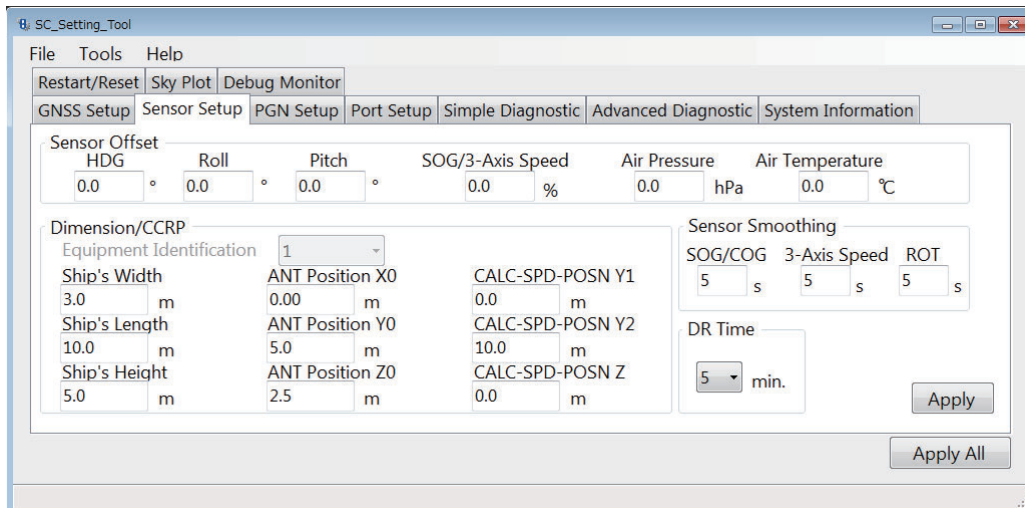 SC_Setting_Tool
File Tools Help
Restart/Reset Sky Plot Debug Monitor
GNSS Setup Sensor Setup PGN Setup Port Setup Simple Diagnostic Advanced Diagnostic System Information
Sensor Offset
HDG Roll Pitch SOG/3-Axis Speed Air Pressure Air Temperature
0.0 ° 0.0 ° 0.0 ° 0.0 % 0.0 hPa 0.0 ℃
Dimension/CCRP
Equipment Identification 1
Ship's Width ANT Position X0 CALC-SPD-POSN Y1
3.0 m 0.00 m 0.0 m
Ship's Length ANT Position Y0 CALC-SPD-POSN Y2
10.0 m 5.0 m 10.0 m
Ship's Height ANT Position Z0 CALC-SPD-POSN Z
5.0 m 2.5 m 0.0 m
Sensor Smoothing
SOG/COG 3-Axis Speed ROT
5 s 5 s 5 s
DR Time
5 min.
Apply
Apply All